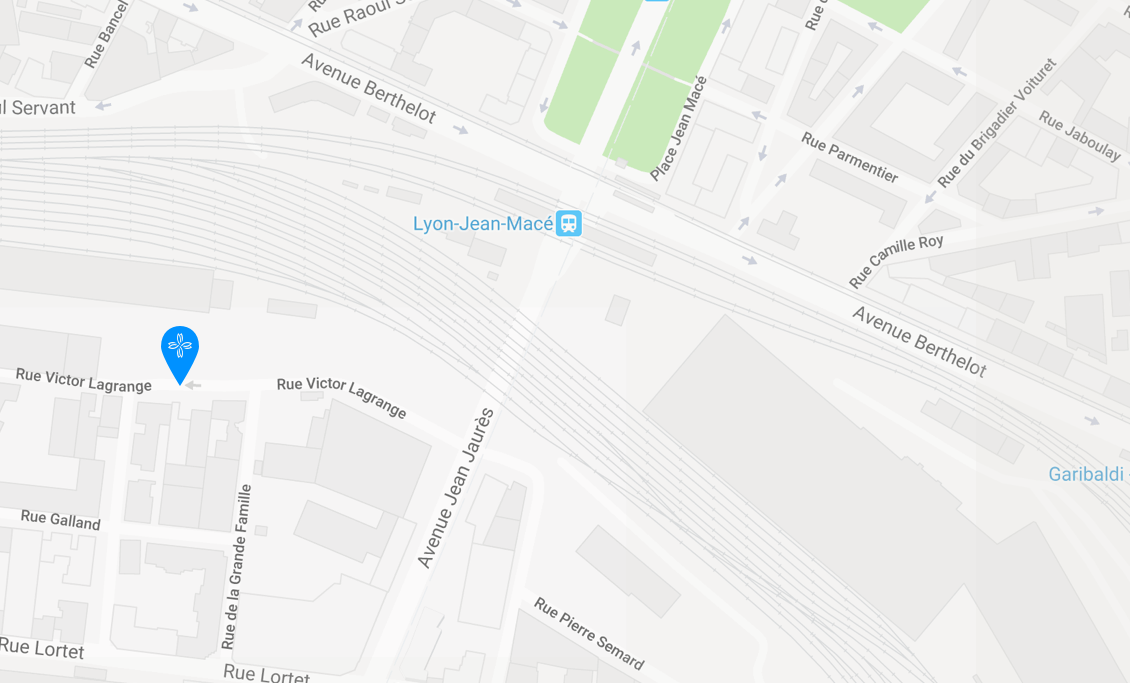 Rue Bancel
Rue Raoul S
Rue
Avenue Berthelot
ul Servant
Place Jean Macé
Rue Parmentier
Rue du Brigadier Voituret
Rue Jaboulay
Lyon-Jean-Macé
Rue Camille Roy
Avenue Berthelot
Rue Victor Lagrange
Rue Victor Lagrange
Avenue Jean Jaurès
Garibaldi
Rue Galland
Rue de la Grande Famille
Rue Pierre Semard
Rue Lortet
Rue Lortet